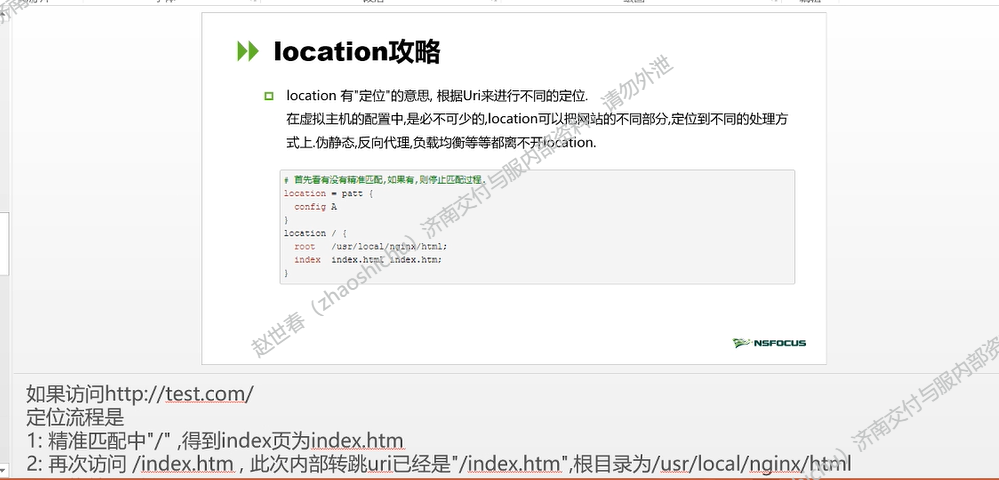 location攻略
location 有"定位"的意思, 根据Uri来进行不同的定位.
在虚拟主机的配置中,是必不可少的,location可以把网站的不同部分,定位到不同的处理方
式上.伪静态,反向代理,负载均衡等等都离不开location.
# 首先看有没有精准匹配,如果有,则停止匹配过程.
location = patt {
config A
}
location / {
root /usr/local/nginx/html;
index index.html index.htm;
}
赵世春（zhaoshichu）济南交付与服内部资料，请勿外泄
NSFOCUS
如果访问http://test.com/
定位流程是
1: 精准匹配中"/" ,得到index页为index.htm
2: 再次访问 /index.htm , 此次内部转跳uri已经是"/index.htm",根目录为/usr/local/nginx/html
济南交付与服内部资